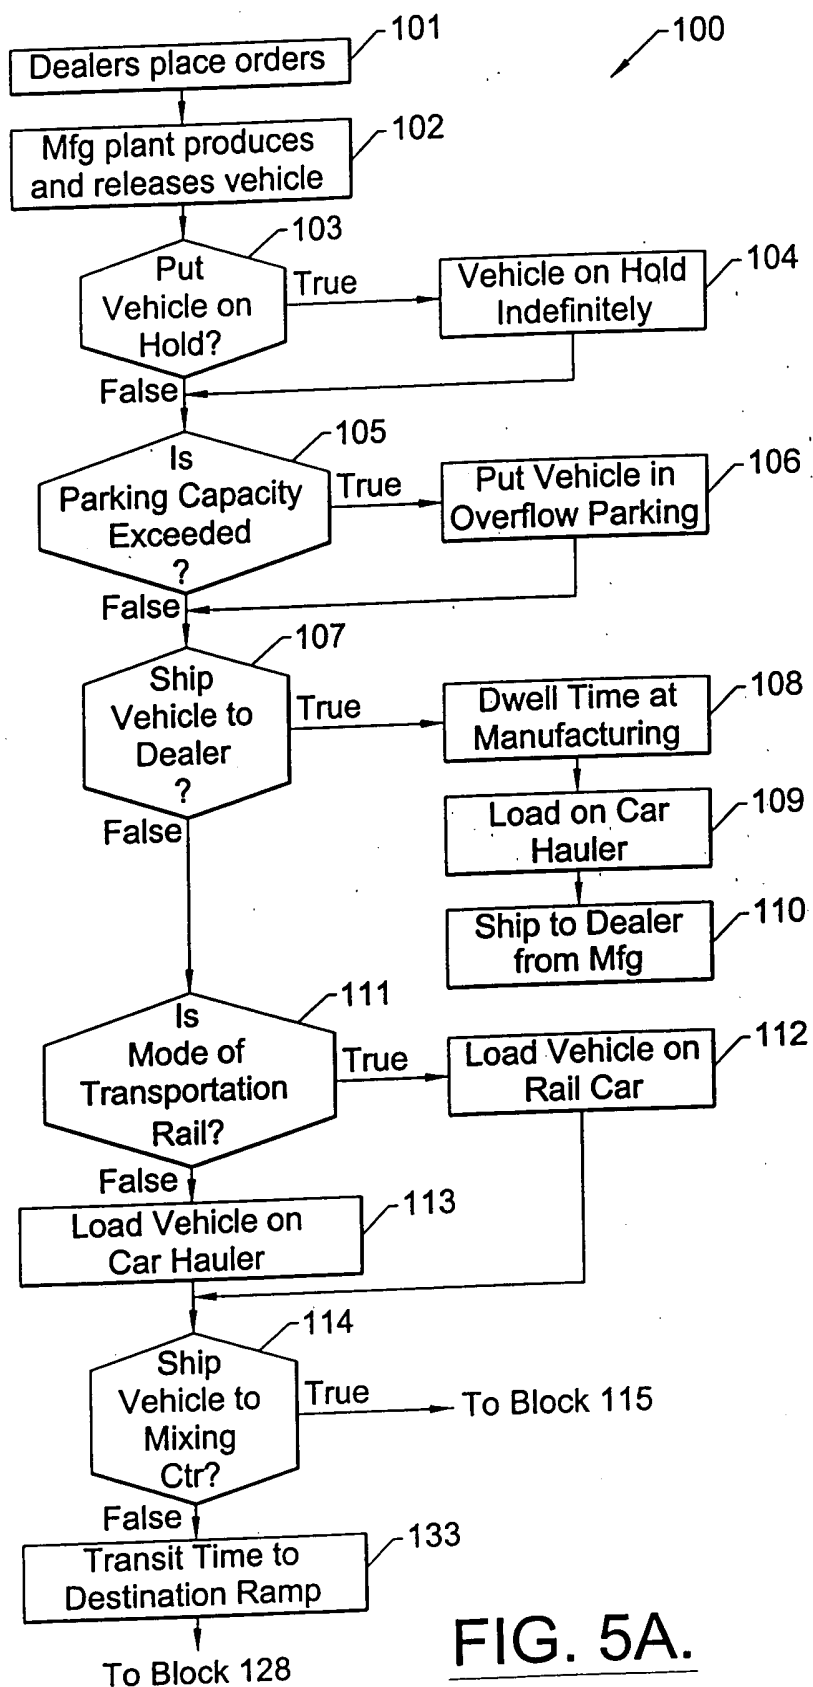 101
100
Dealers place orders
102
Mfg plant produces
and releases vehicle
103
Put
Vehicle on
Hold?
True
104
Vehicle on Hold
Indefinitely
False
105
Is
Parking Capacity
Exceeded
?
True
106
Put Vehicle in
Overflow Parking
False
107
Ship
Vehicle to
Dealer
?
True
108
Dwell Time at
Manufacturing
109
Load on Car
Hauler
110
Ship to Dealer
from Mfg
False
111
Is
Mode of
Transportation
Rail?
True
112
Load Vehicle on
Rail Car
False
113
Load Vehicle on
Car Hauler
114
Ship
Vehicle to
Mixing
Ctr?
True
To Block 115
False
133
Transit Time to
Destination Ramp
To Block 128
FIG. 5A.